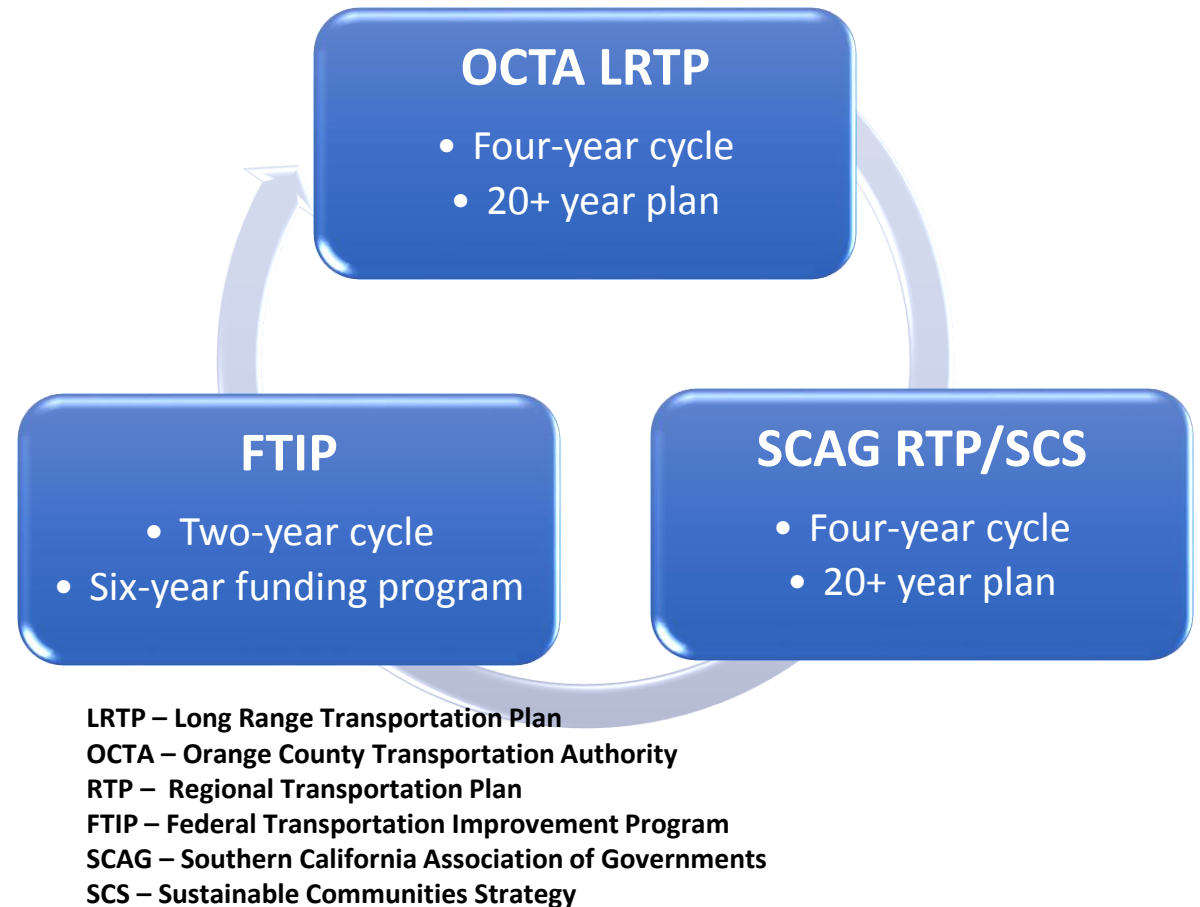 OCTA LRTP
• Four-year cycle
• 20+ year plan
FTIP
• Two-year cycle
• Six-year funding program
SCAG RTP/SCS
• Four-year cycle
• 20+ year plan
LRTP – Long Range Transportation Plan
OCTA – Orange County Transportation Authority
RTP – Regional Transportation Plan
FTIP – Federal Transportation Improvement Program
SCAG – Southern California Association of Governments
SCS – Sustainable Communities Strategy